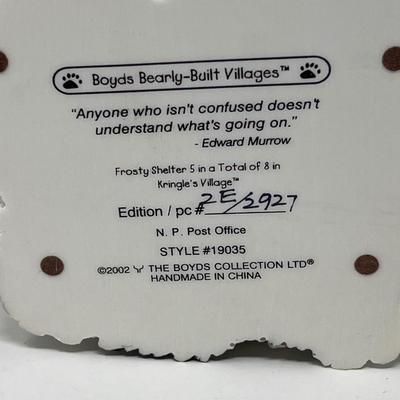 Boyds Bearly-Built Villages™
"Anyone who isn't confused doesn't
understand what's going on."
- Edward Murrow
Frosty Shelter 5 in a Total of 8 in
Kringle's Village™
Edition / pc # 2E/2927
N. P. Post Office
STYLE #19035
©2002 THE BOYDS COLLECTION LTD®
HANDMADE IN CHINA